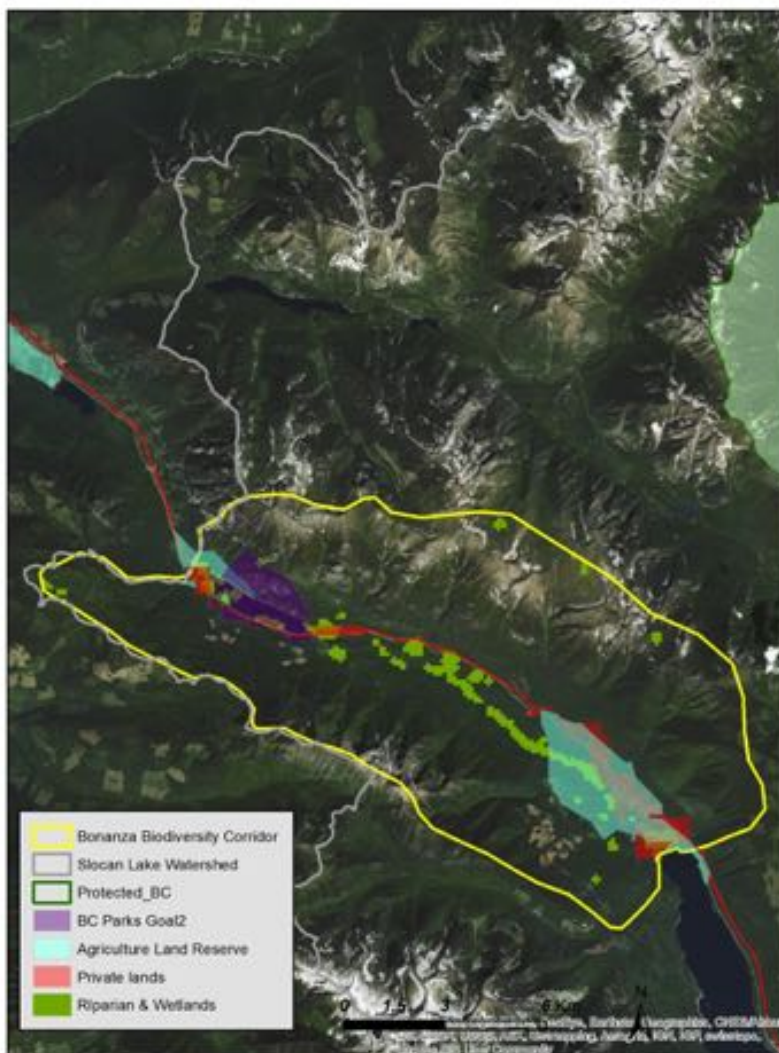 Bonanza Biodiversity Corridor
Slocan Lake Watershed
Protected_BC
BC Parks Goal2
Agriculture Land Reserve
Private lands
Riparian & Wetlands
0 1.5 3 6 Km
N